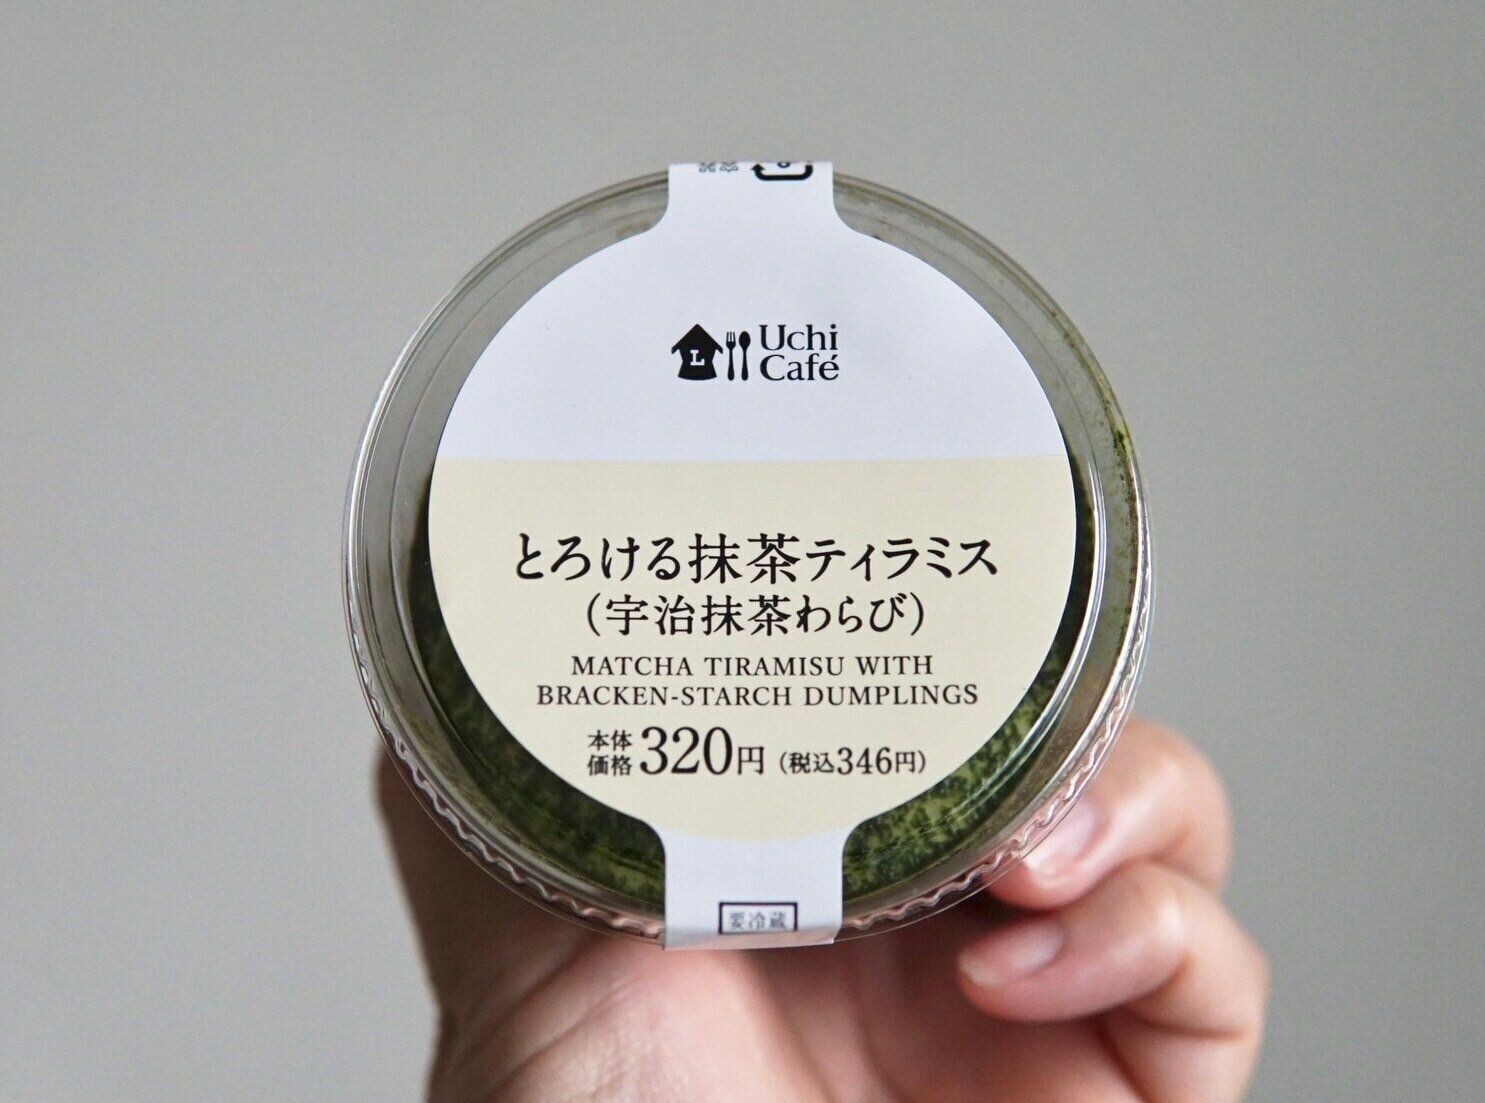 L
Uchi
Café
とろける抹茶ティラミス
(宇治抹茶わらび)
MATCHA TIRAMISU WITH
BRACKEN-STARCH DUMPLINGS
本体価格320円(税込346円)
要冷蔵